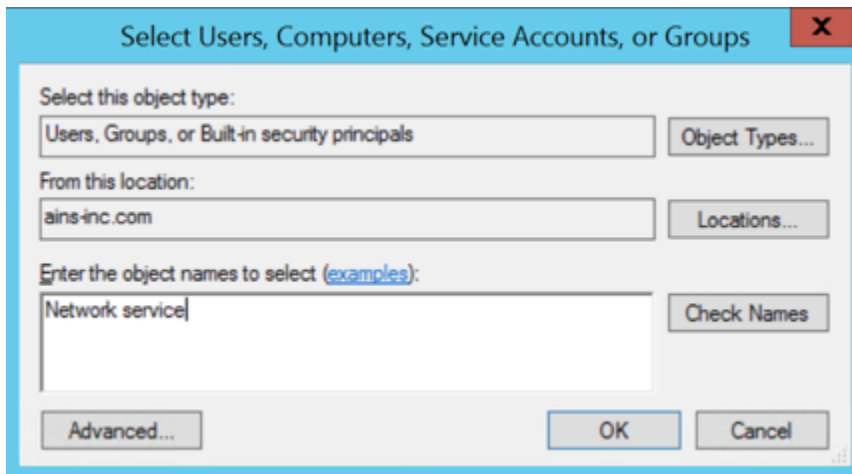 Select Users, Computers, Service Accounts, or Groups
X
Select this object type:
Users, Groups, or Built-in security principals
Object Types...
From this location:
ains-inc.com
Locations...
Enter the object names to select (examples):
Network service
Check Names
Advanced...
OK
Cancel